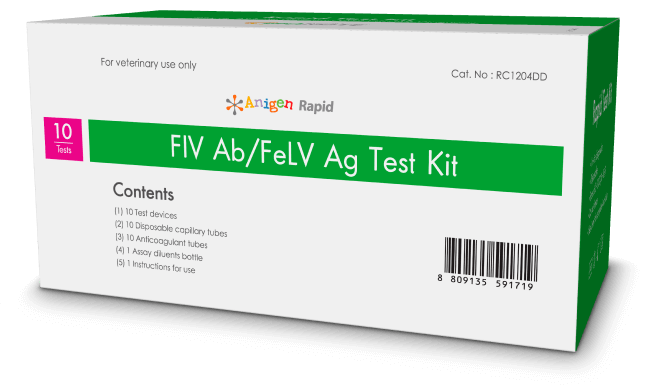 For veterinary use only
Cat. No : RC1204DD
Anigen Rapid
10
Tests
FIV Ab/FeLV Ag Test Kit
Contents
(1) 10 Test devices
(2) 10 Disposable capillary tubes
(3) 10 Anticoagulant tubes
(4) 1 Assay diluents bottle
(5) 1 Instructions for use
8 809135 591719